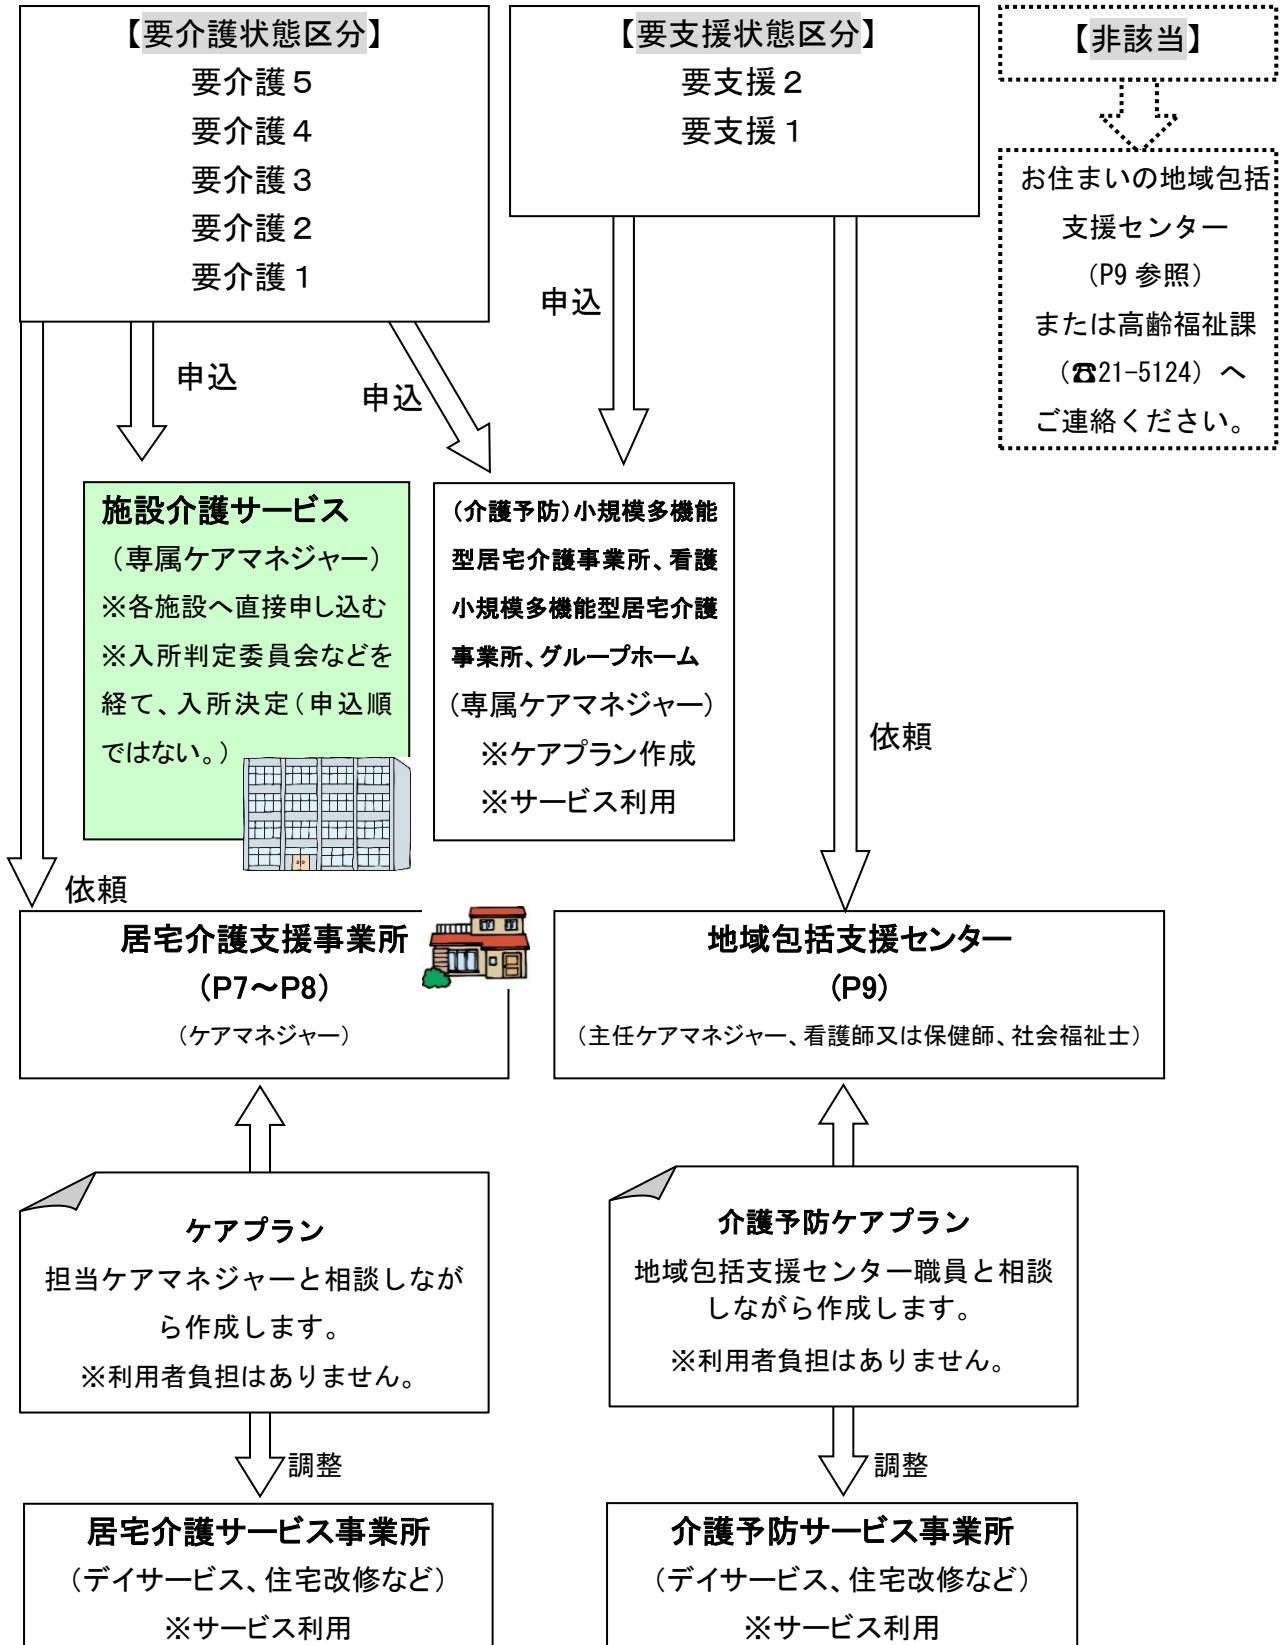 【要介護状態区分】
要介護５
要介護４
要介護３
要介護２
要介護１
【要支援状態区分】
要支援２
要支援１
【非該当】
お住まいの地域包括
支援センター
（P9 参照）
または高齢福祉課
（☎21-5124）へ
ご連絡ください。
申込
申込
申込
施設介護サービス
（専属ケアマネジャー）
※各施設へ直接申し込む
※入所判定委員会などを
経て、入所決定（申込順
ではない。）
（介護予防）小規模多機能
型居宅介護事業所、看護
小規模多機能型居宅介護
事業所、グループホーム
（専属ケアマネジャー）
※ケアプラン作成
※サービス利用
依頼
依頼
居宅介護支援事業所
（P7～P8）
（ケアマネジャー）
地域包括支援センター
（P9）
（主任ケアマネジャー、看護師又は保健師、社会福祉士）
ケアプラン
担当ケアマネジャーと相談しなが
ら作成します。
※利用者負担はありません。
介護予防ケアプラン
地域包括支援センター職員と相談
しながら作成します。
※利用者負担はありません。
調整
調整
居宅介護サービス事業所
（デイサービス、住宅改修など）
※サービス利用
介護予防サービス事業所
（デイサービス、住宅改修など）
※サービス利用